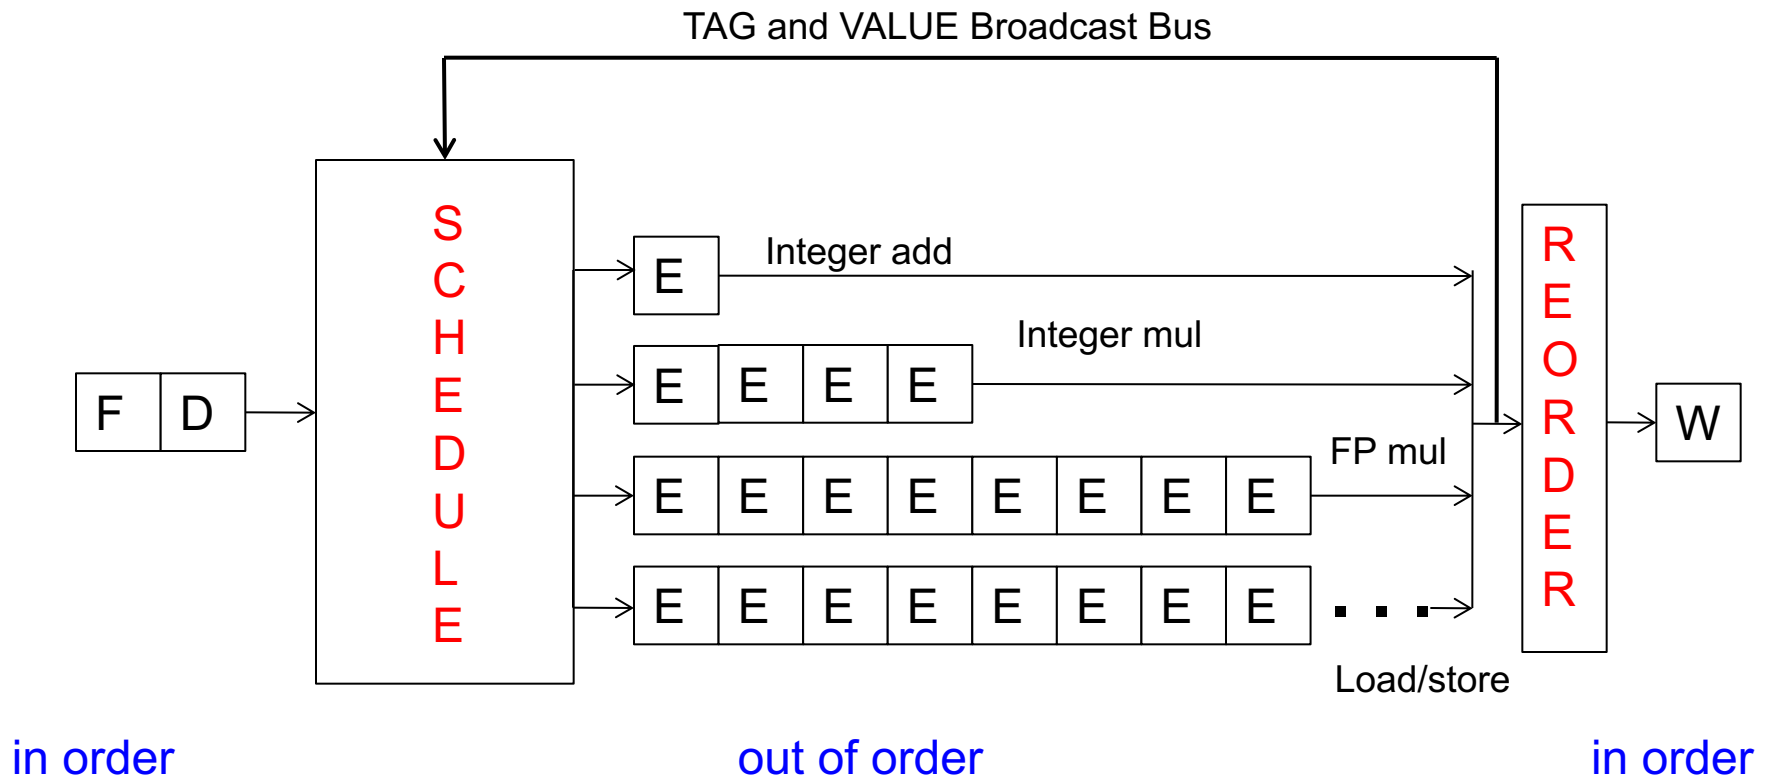 TAG and VALUE Broadcast Bus
F D
S
C
H
E
D
U
L
E
E
Integer add
E E E E
Integer mul
E E E E E E E E
FP mul
E E E E E E E E . . .
Load/store
R
E
O
R
D
E
R
W
in order
out of order
in order